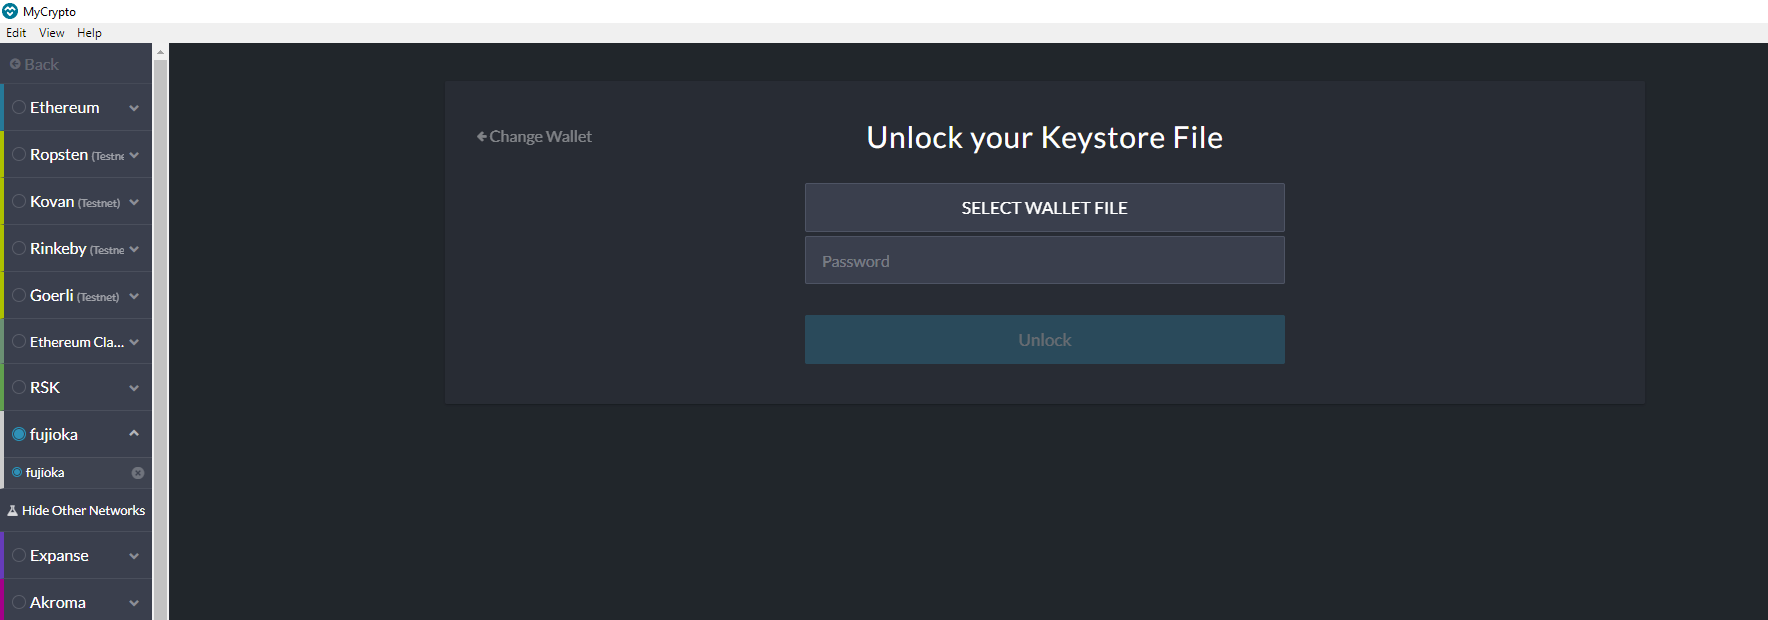 MyCrypto
Edit View Help
Back
Ethereum
Ropsten (Testne
Kovan (Testnet)
Rinkeby (Testne
Goerli (Testnet)
Ethereum Cla...
RSK
fujioka
fujioka
Hide Other Networks
Expanse
Akroma
Change Wallet
Unlock your Keystore File
SELECT WALLET FILE
Password
Unlock